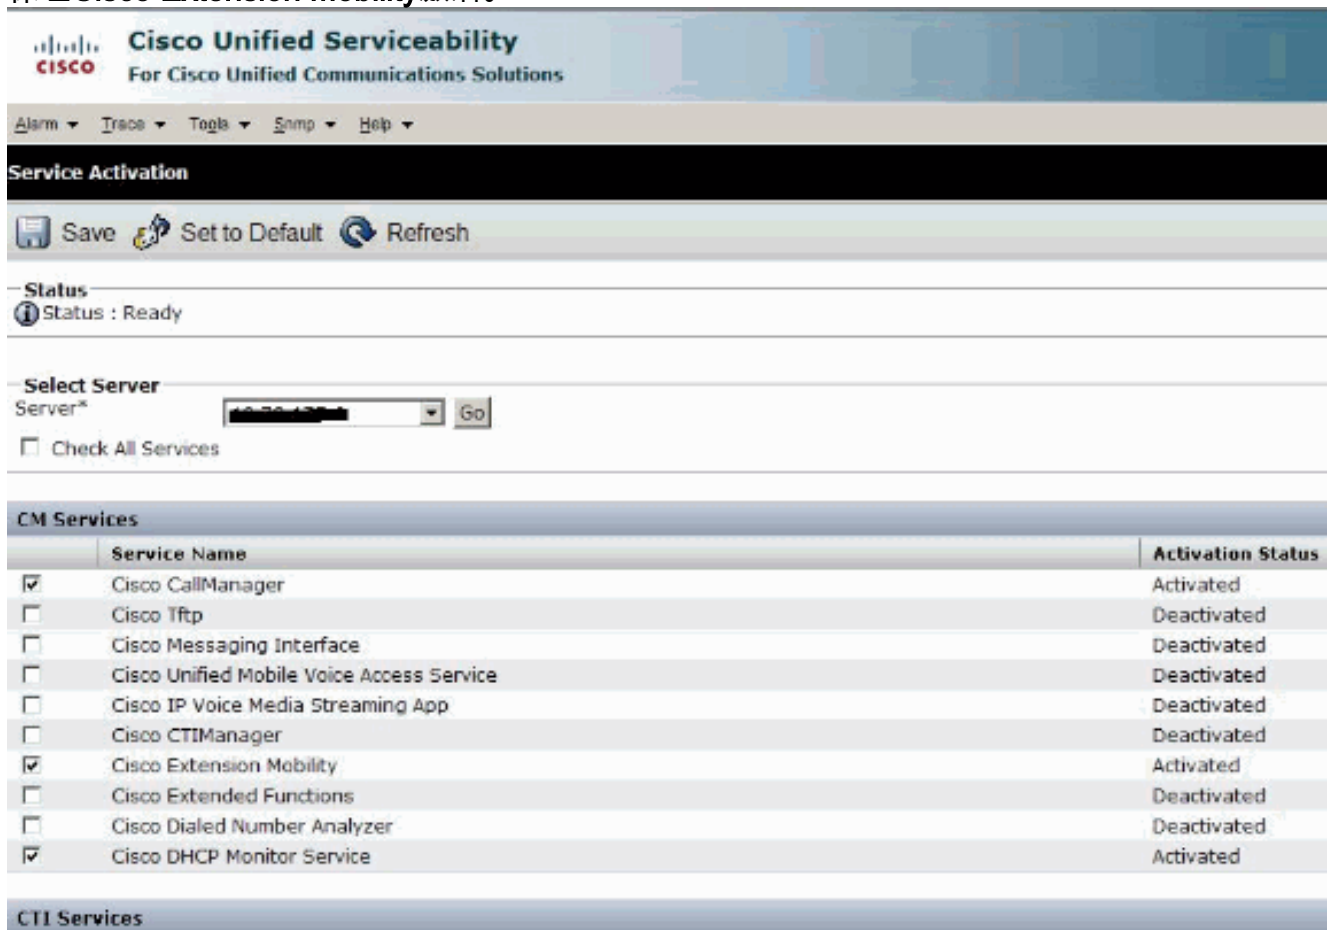 Cisco Extension Mobility
CISCO
Cisco Unified Serviceability
For Cisco Unified Communications Solutions
Alarm Trace Tools Snmp Help
Service Activation
Save Set to Default Refresh
Status
Status : Ready
Select Server
Server* Go
Check All Services
CM Services
Service Name Activation Status
Cisco CallManager Activated
Cisco Tftp Deactivated
Cisco Messaging Interface Deactivated
Cisco Unified Mobile Voice Access Service Deactivated
Cisco IP Voice Media Streaming App Deactivated
Cisco CTIManager Deactivated
Cisco Extension Mobility Activated
Cisco Extended Functions Deactivated
Cisco Dialed Number Analyzer Deactivated
Cisco DHCP Monitor Service Activated
CTI Services